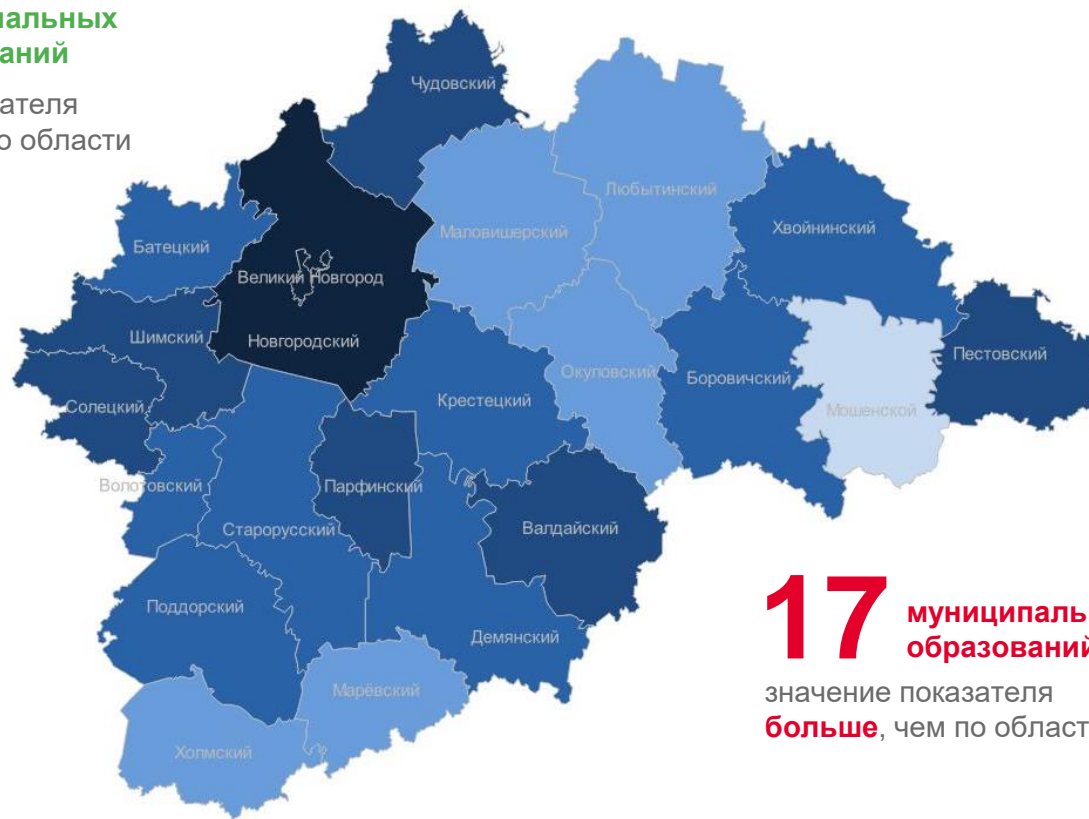 нальных
аний
ателя
о области
Чудовский
Любытинский
Маловишерский
Хвойнинский
Батецкий
Великий Новгород
Шимский
Новгородский
Пестовский
Окуловский
Боровичский
Солецкий
Крестецкий
Мошенской
Волотовский
Парфинский
Старорусский
Валдайский
Поддорский
Демянский
Марёвский
Холмский
17 муниципаль
образований
значение показателя
больше, чем по област